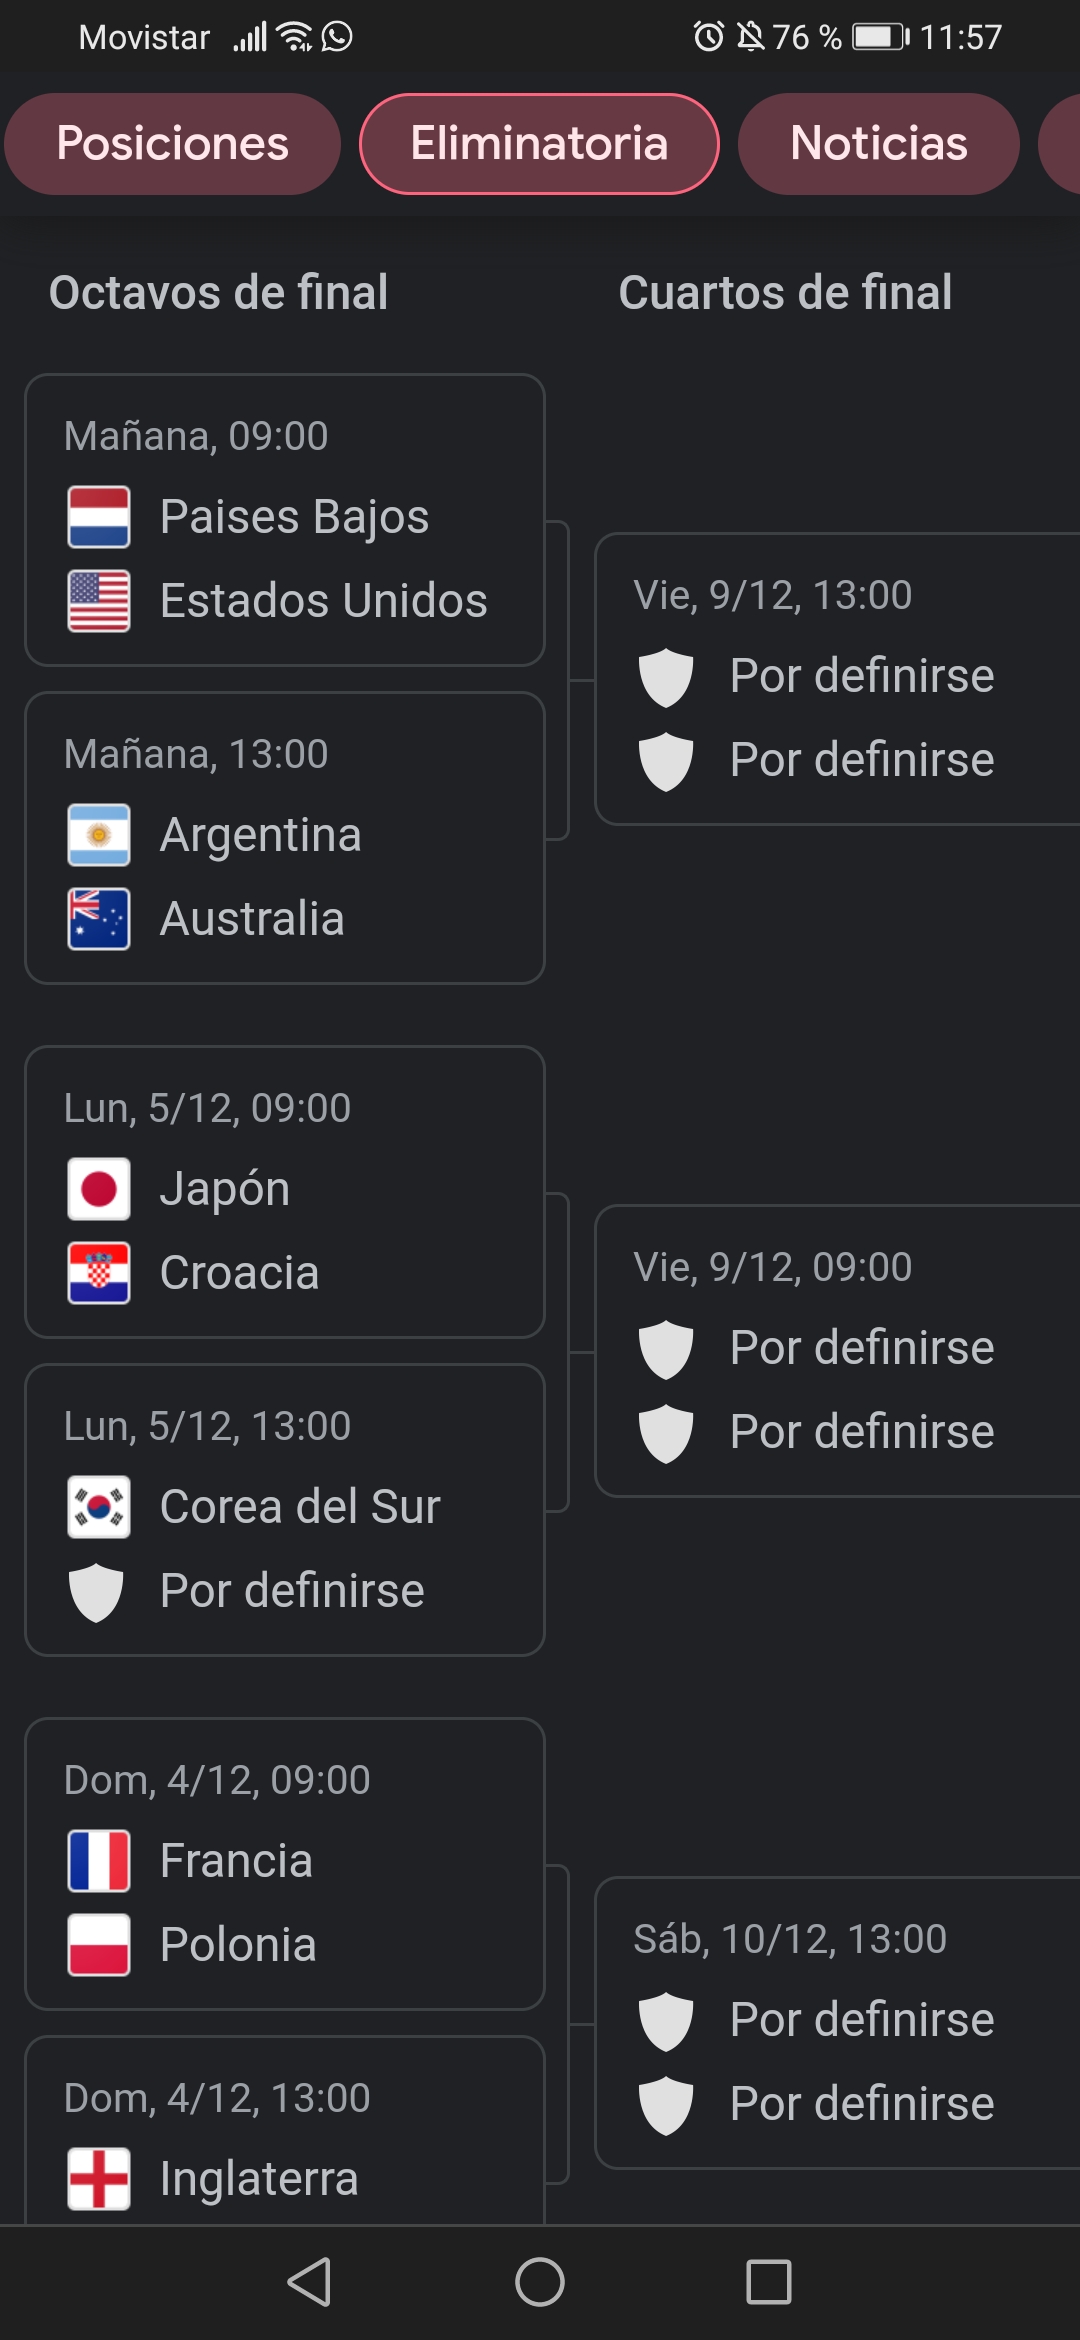 Movistar 76 % 11:57
Posiciones Eliminatoria Noticias
Octavos de final
Cuartos de final
Mañana, 09:00
Paises Bajos
Estados Unidos
Mañana, 13:00
Argentina
Australia
Vie, 9/12, 13:00
Por definirse
Por definirse
Lun, 5/12, 09:00
Japón
Croacia
Lun, 5/12, 13:00
Corea del Sur
Por definirse
Vie, 9/12, 09:00
Por definirse
Por definirse
Dom, 4/12, 09:00
Francia
Polonia
Dom, 4/12, 13:00
Inglaterra
Sáb, 10/12, 13:00
Por definirse
Por definirse